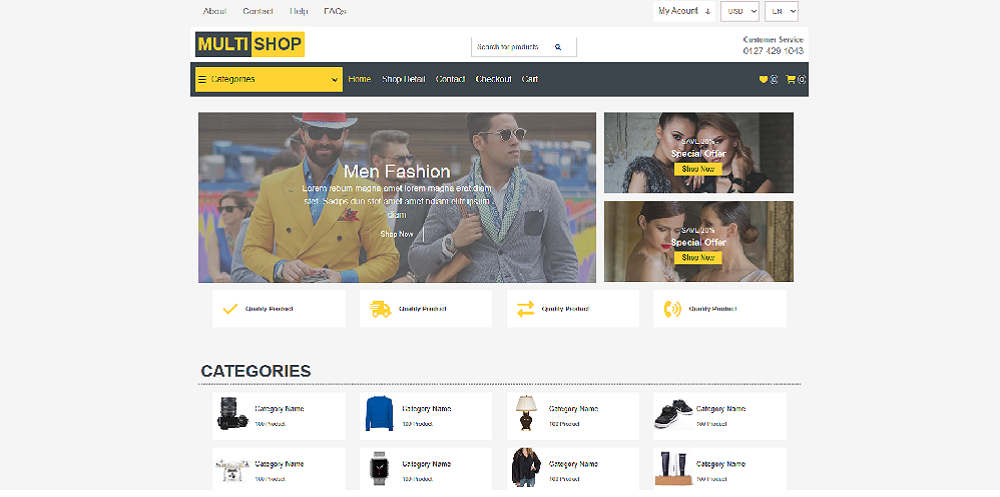 About Contact Help FAQs My Acount USD EN
MULTI SHOP
Search for products
Customer Service
0127 429 1043
Categories Home Shop Detail Contact Checkout Cart 0 0
Men Fashion
Lorem rebum magna amet lorem magna erat diam
stet. Sadips duo stet amet amet ndiam elitr ipsum
diam
Shop Now
SAVE 20%
Special Offer
Shop Now
SAVE 20%
Special Offer
Shop Now
Quality Product Quality Product Quality Product Quality Product
CATEGORIES
Category Name Category Name Category Name Category Name
100 Product 100 Product 100 Product 100 Product
Category Name Category Name Category Name Category Name
100 Product 100 Product 100 Product 100 Product